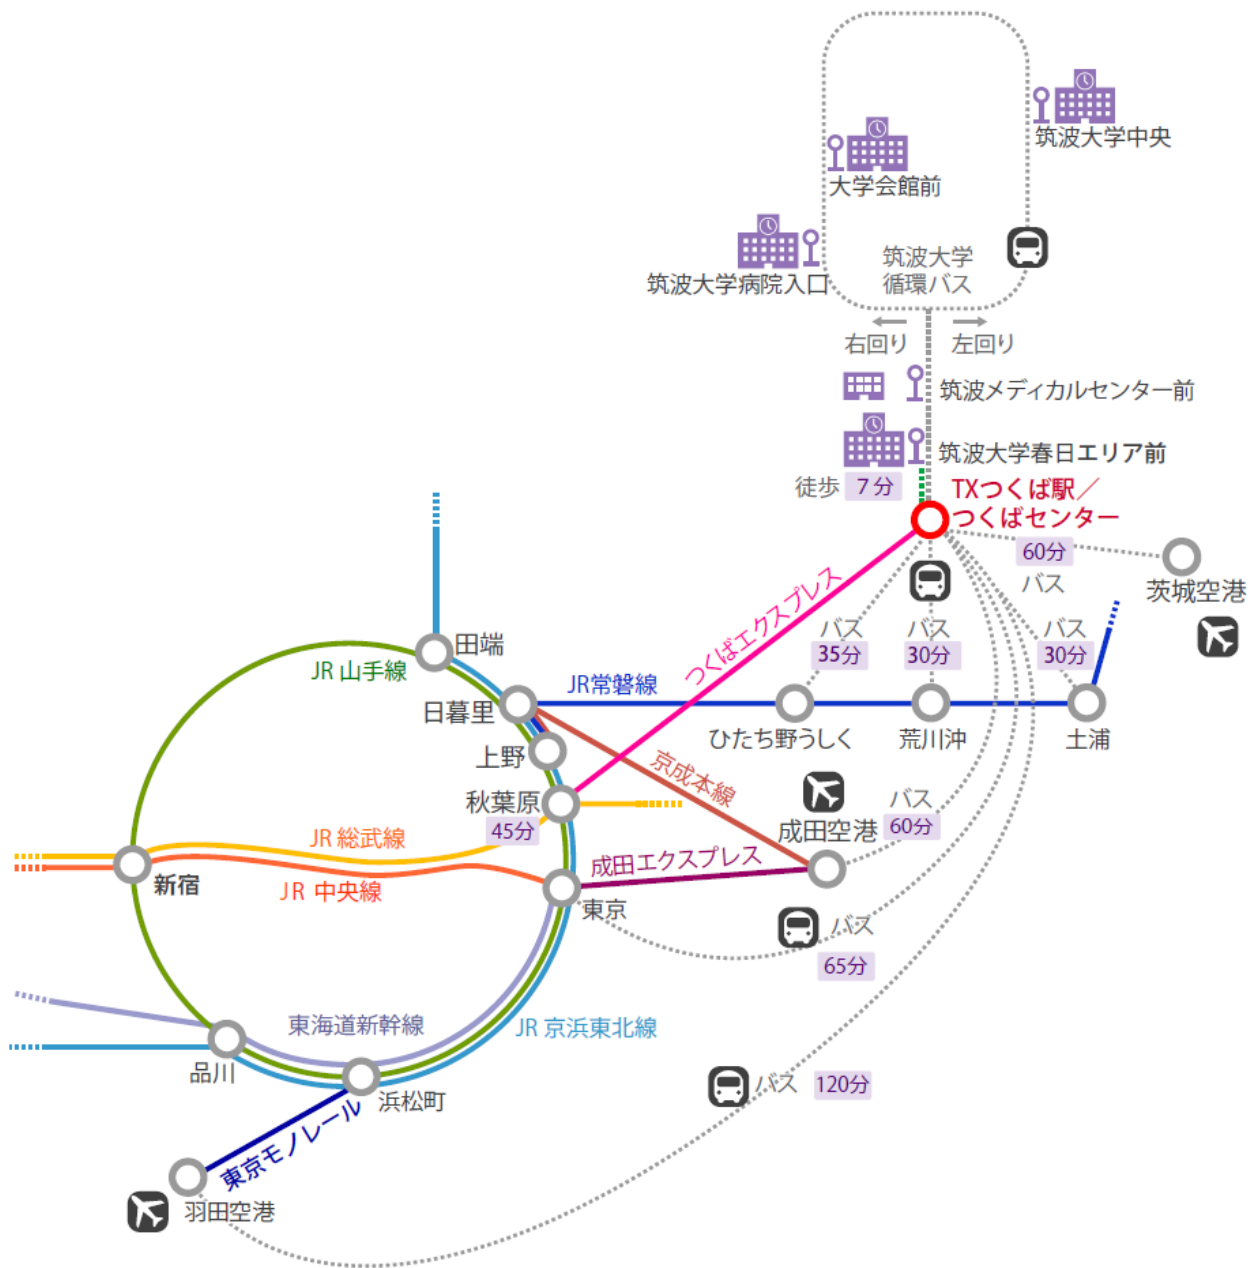 筑波大学中央
大学会館前
筑波大学病院入口
筑波大学
循環バス
右回り
左回り
筑波メディカルセンター前
筑波大学春日エリア前
徒歩 7分
TXつくば駅／
つくばセンター
60分
バス
茨城空港
つくばエクスプレス
バス
35分
バス
30分
バス
30分
田端
JR 山手線
日暮里
JR常磐線
ひたち野うしく
荒川沖
土浦
上野
京成本線
秋葉原
45分
成田空港
バス
60分
JR 総武線
成田エクスプレス
新宿
JR 中央線
東京
バス
65分
東海道新幹線
JR 京浜東北線
品川
浜松町
バス 120分
東京モノレール
羽田空港